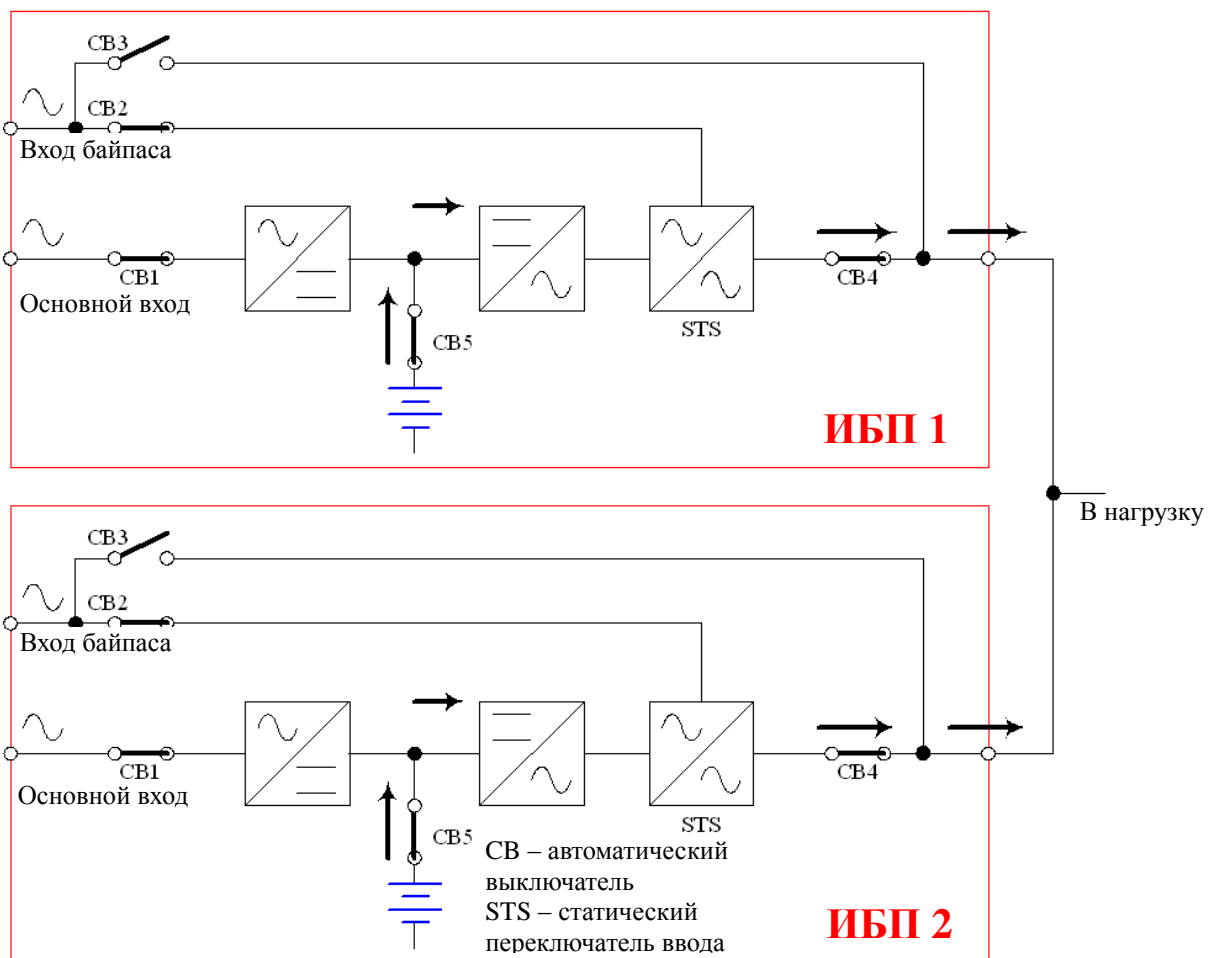 CB3
CB2
Вход байпаса
CB1
Основной вход
CB5
STS
CB4
ИБП 1
В нагрузку
CB3
CB2
Вход байпаса
CB1
Основной вход
CB5
STS
CB4
СВ – автоматический
выключатель
STS – статический
переключатель ввода
ИБП 2